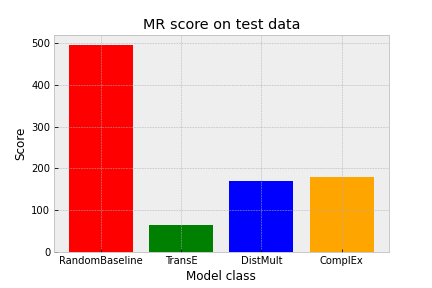 MR score on test data
500
400
300
200
100
0
Score
RandomBaseline TransE DistMult ComplEx
Model class